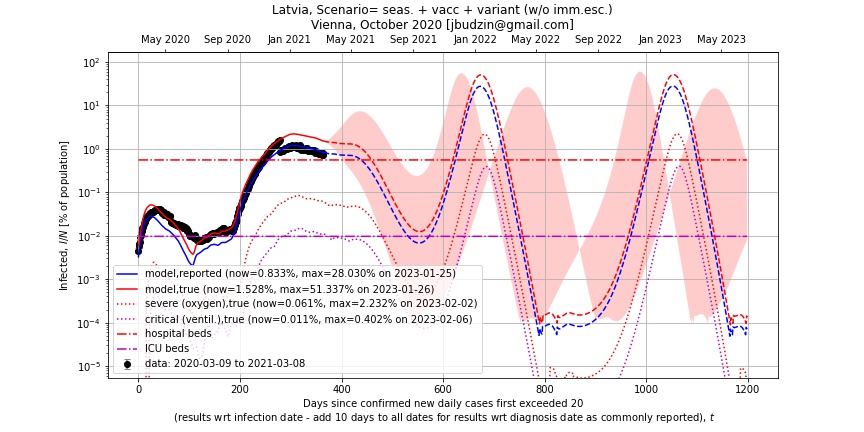 Latvia, Scenario= seas. + vacc + variant (w/o imm.esc.)
Vienna, October 2020 [jbudzin@gmail.com]
May 2020 Sep 2020 Jan 2021 May 2021 Sep 2021 Jan 2022 May 2022 Sep 2022 Jan 2023 May 2023
Infected, I/N [% of population]
10²
10¹
10⁰
10⁻¹
10⁻²
10⁻³
10⁻⁴
10⁻⁵
model,reported (now=0.833%, max=28.030% on 2023-01-25)
model,true (now=1.528%, max=51.337% on 2023-01-26)
severe (oxygen),true (now=0.061%, max=2.232% on 2023-02-02)
critical (ventil.),true (now=0.011%, max=0.402% on 2023-02-06)
hospital beds
ICU beds
data: 2020-03-09 to 2021-03-08
0 200 400 600 800 1000 1200
Days since confirmed new daily cases first exceeded 20
(results wrt infection date - add 10 days to all dates for results wrt diagnosis date as commonly reported), t